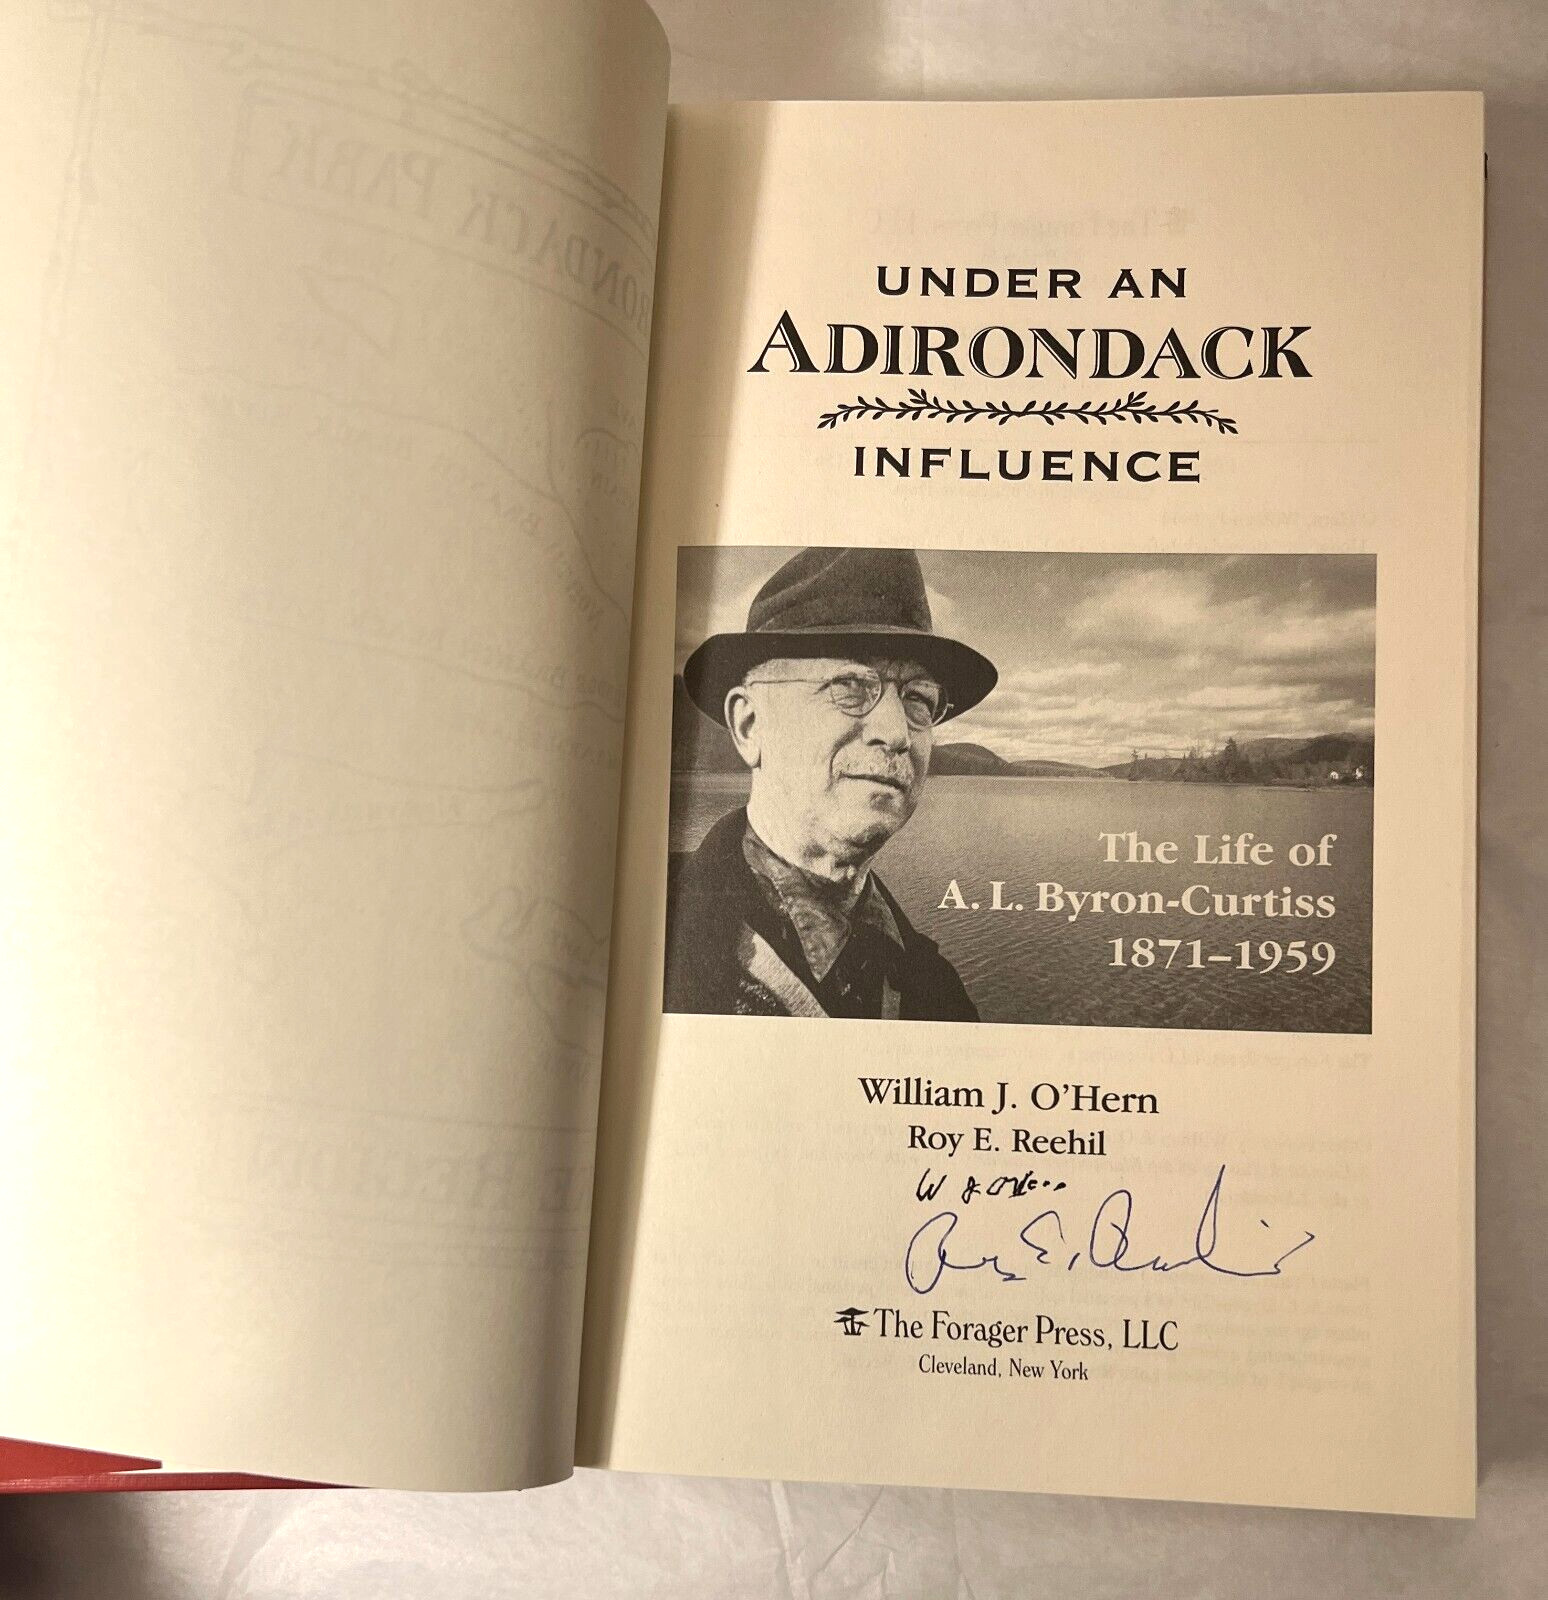 UNDER AN
ADIRONDACK
INFLUENCE
The Life of
A. L. Byron-Curtiss
1871–1959
William J. O'Hern
Roy E. Reehil
The Forager Press, LLC
Cleveland, New York